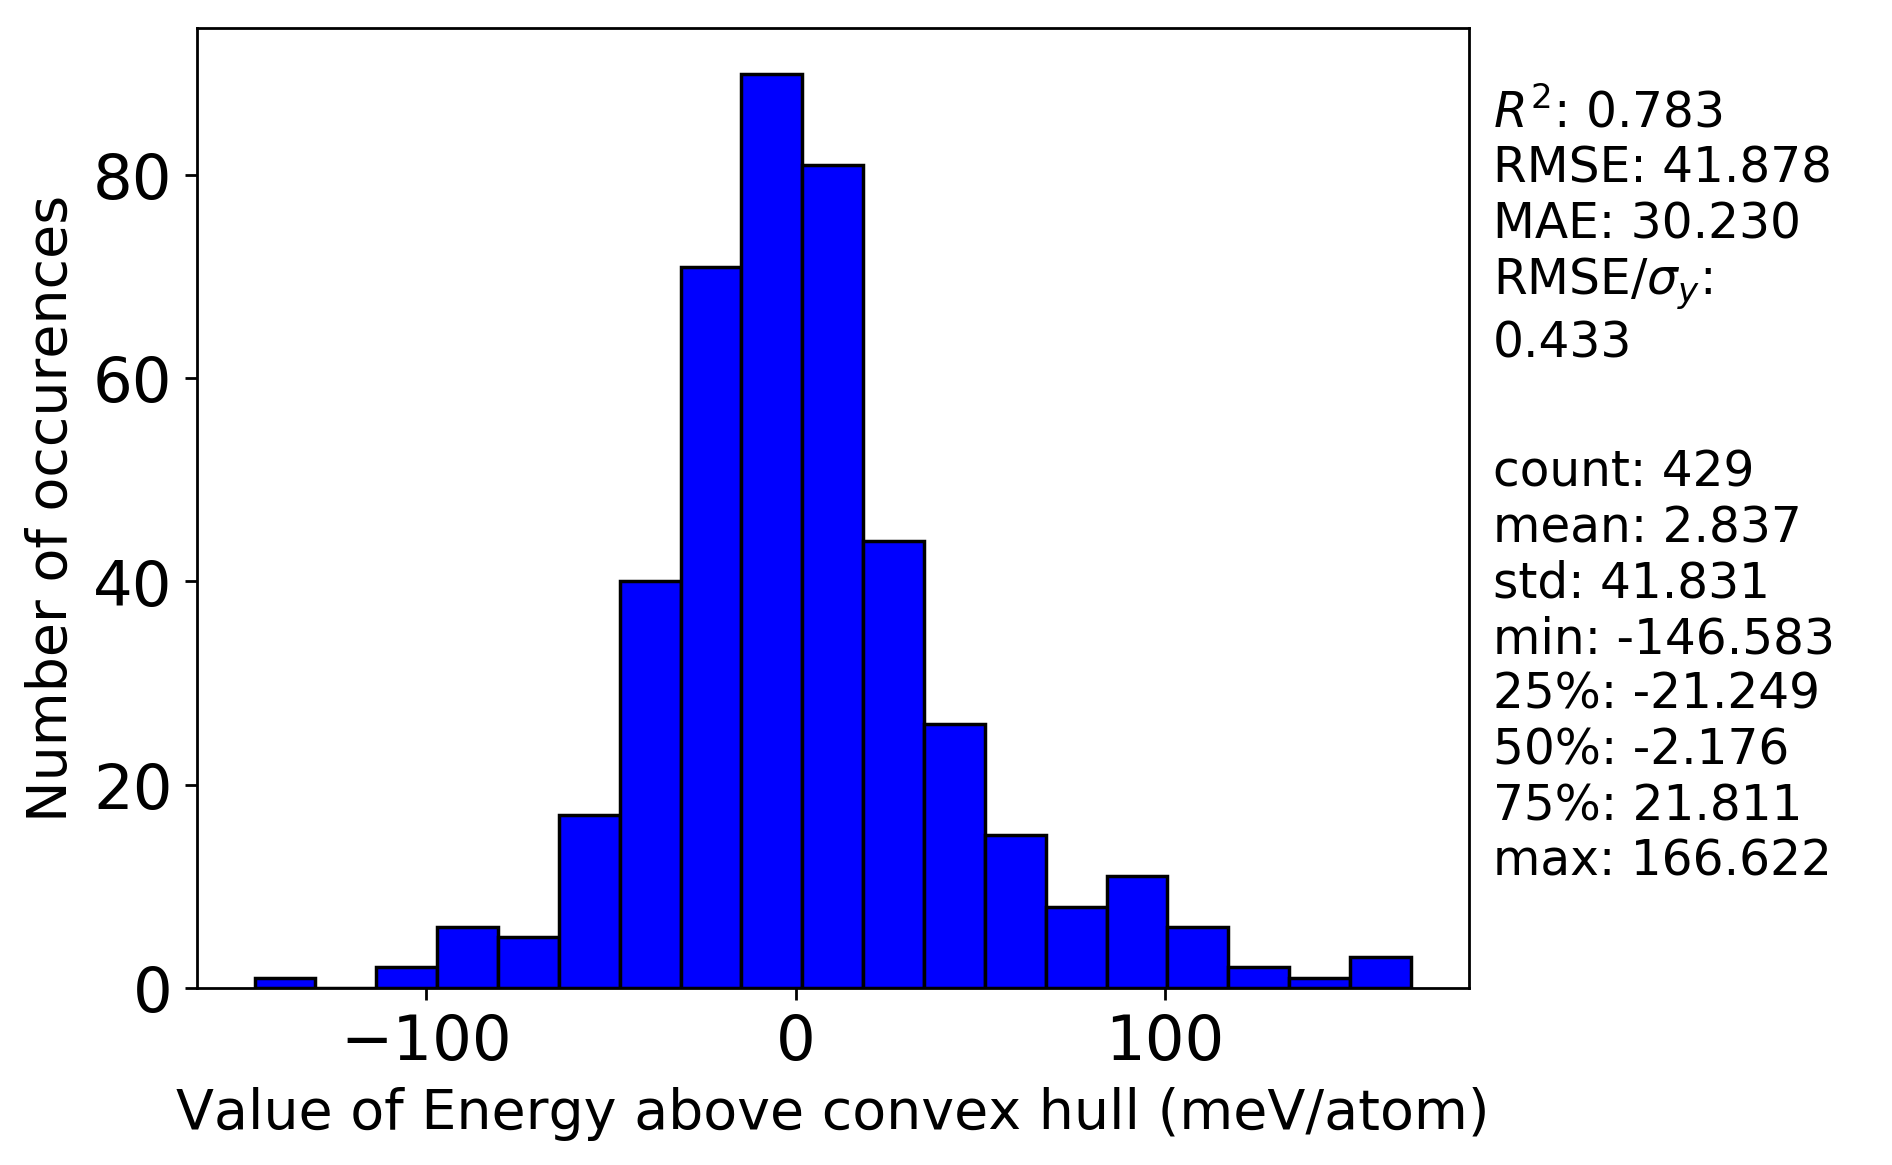 Number of occurences
80
60
40
20
0
−100
0
100
Value of Energy above convex hull (meV/atom)
R²: 0.783
RMSE: 41.878
MAE: 30.230
RMSE/σy:
0.433
count: 429
mean: 2.837
std: 41.831
min: -146.583
25%: -21.249
50%: -2.176
75%: 21.811
max: 166.622